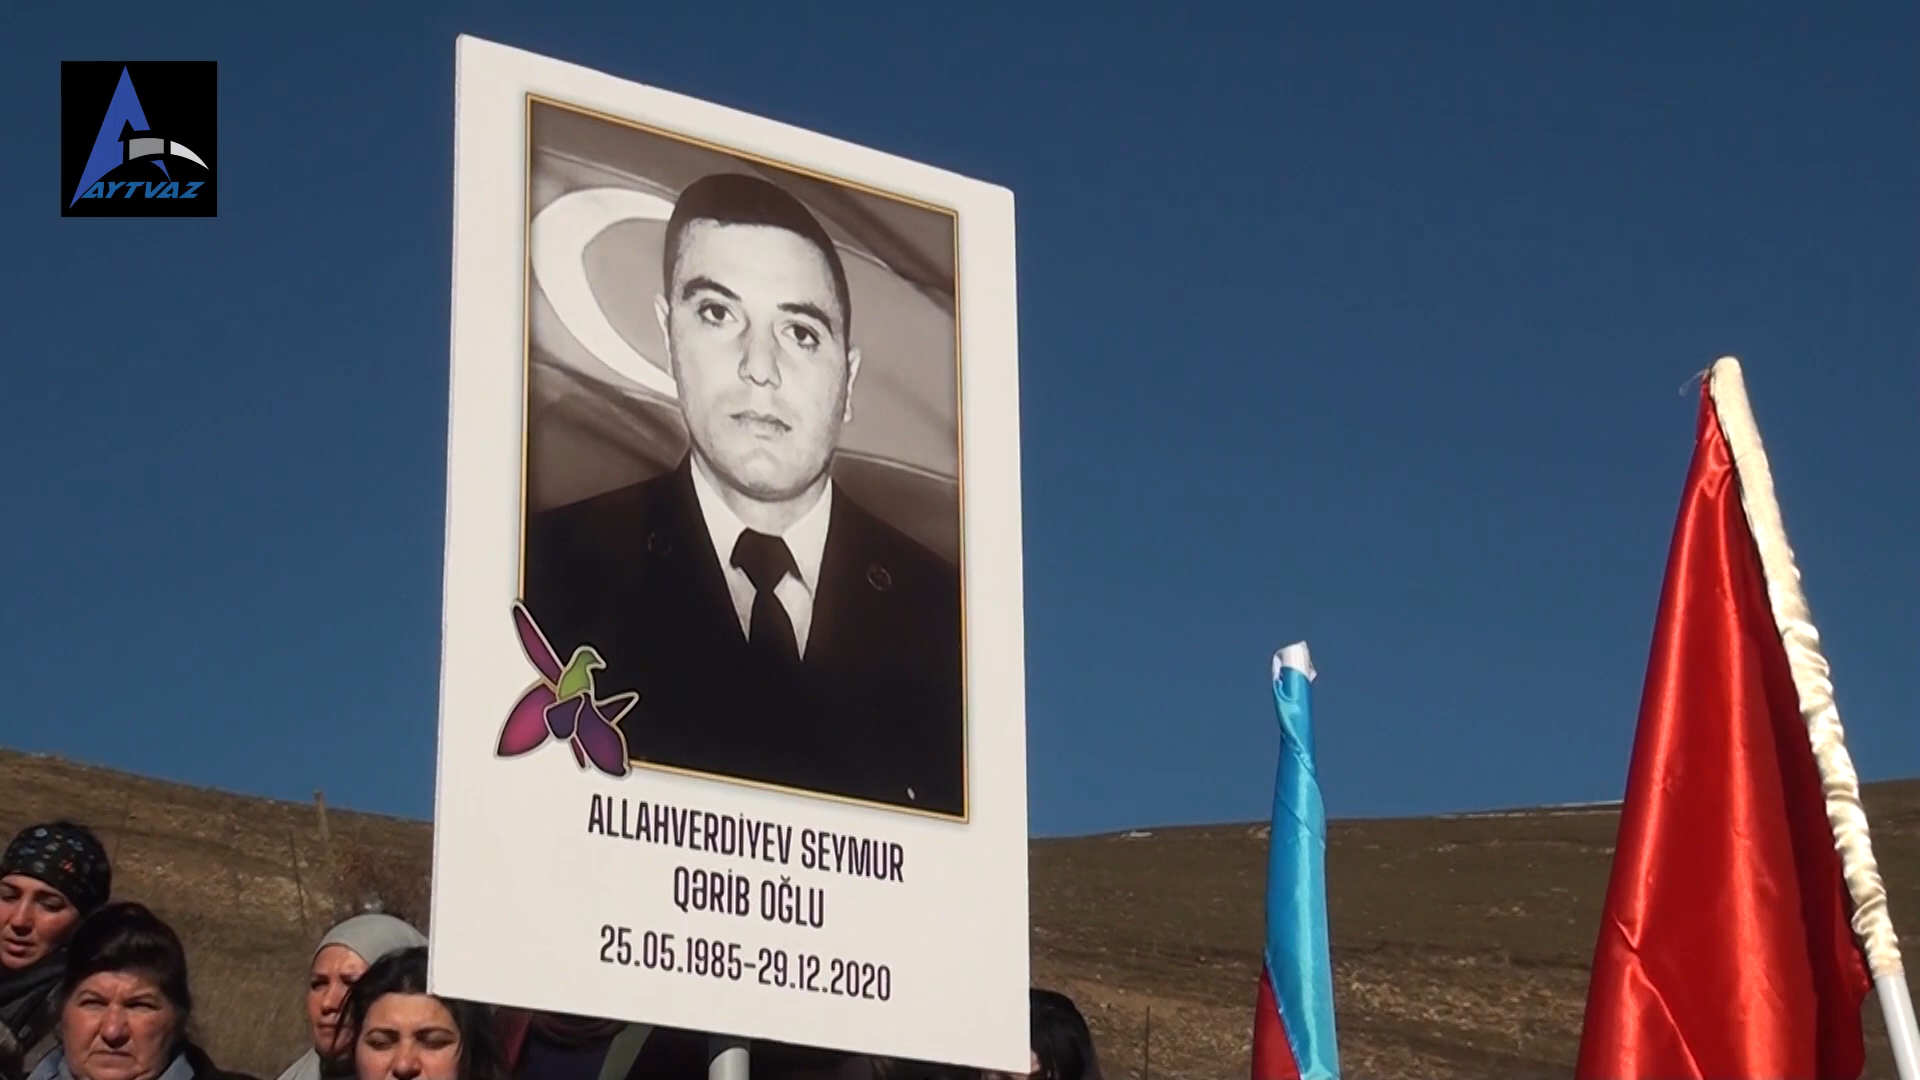 AYTVAZ
ALLAHVERDİYEV SEYMUR
QƏRİB OĞLU
25.05.1985-29.12.2020